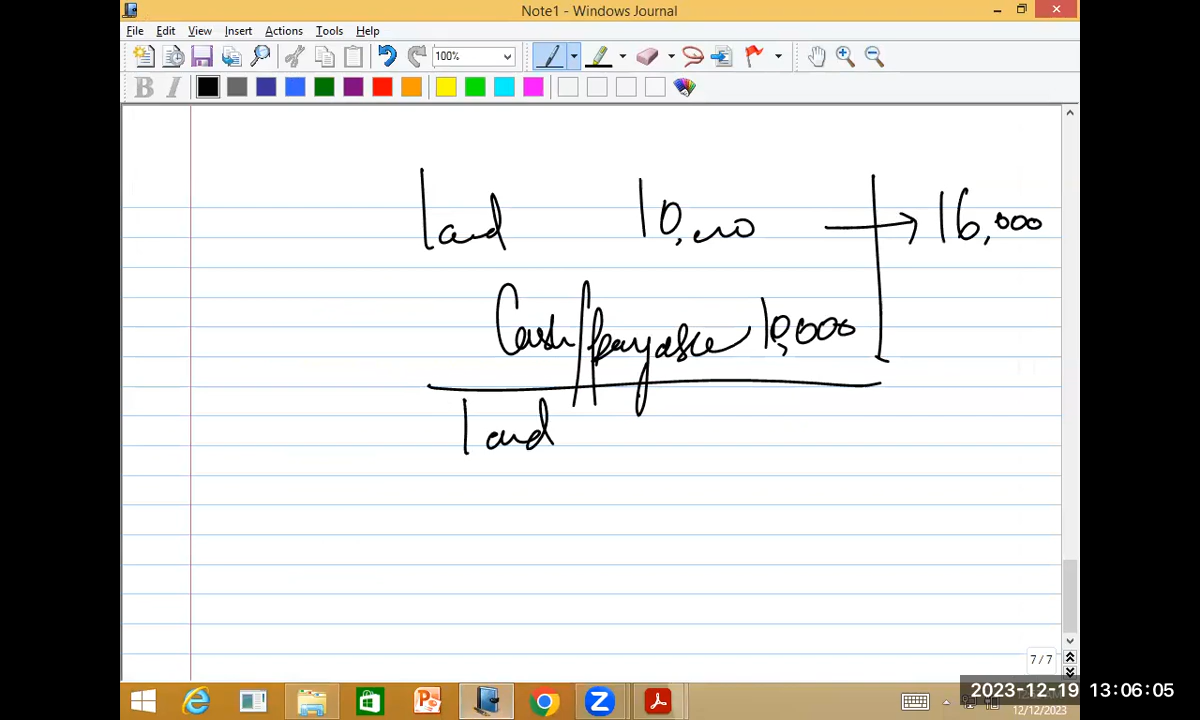 Note1 - Windows Journal
File Edit View Insert Actions Tools Help
100%
B I
land 10,000 → 16,000
Cash/payable 10,000
land
7 / 7
2023-12-19 13:06:05
12/12/2023